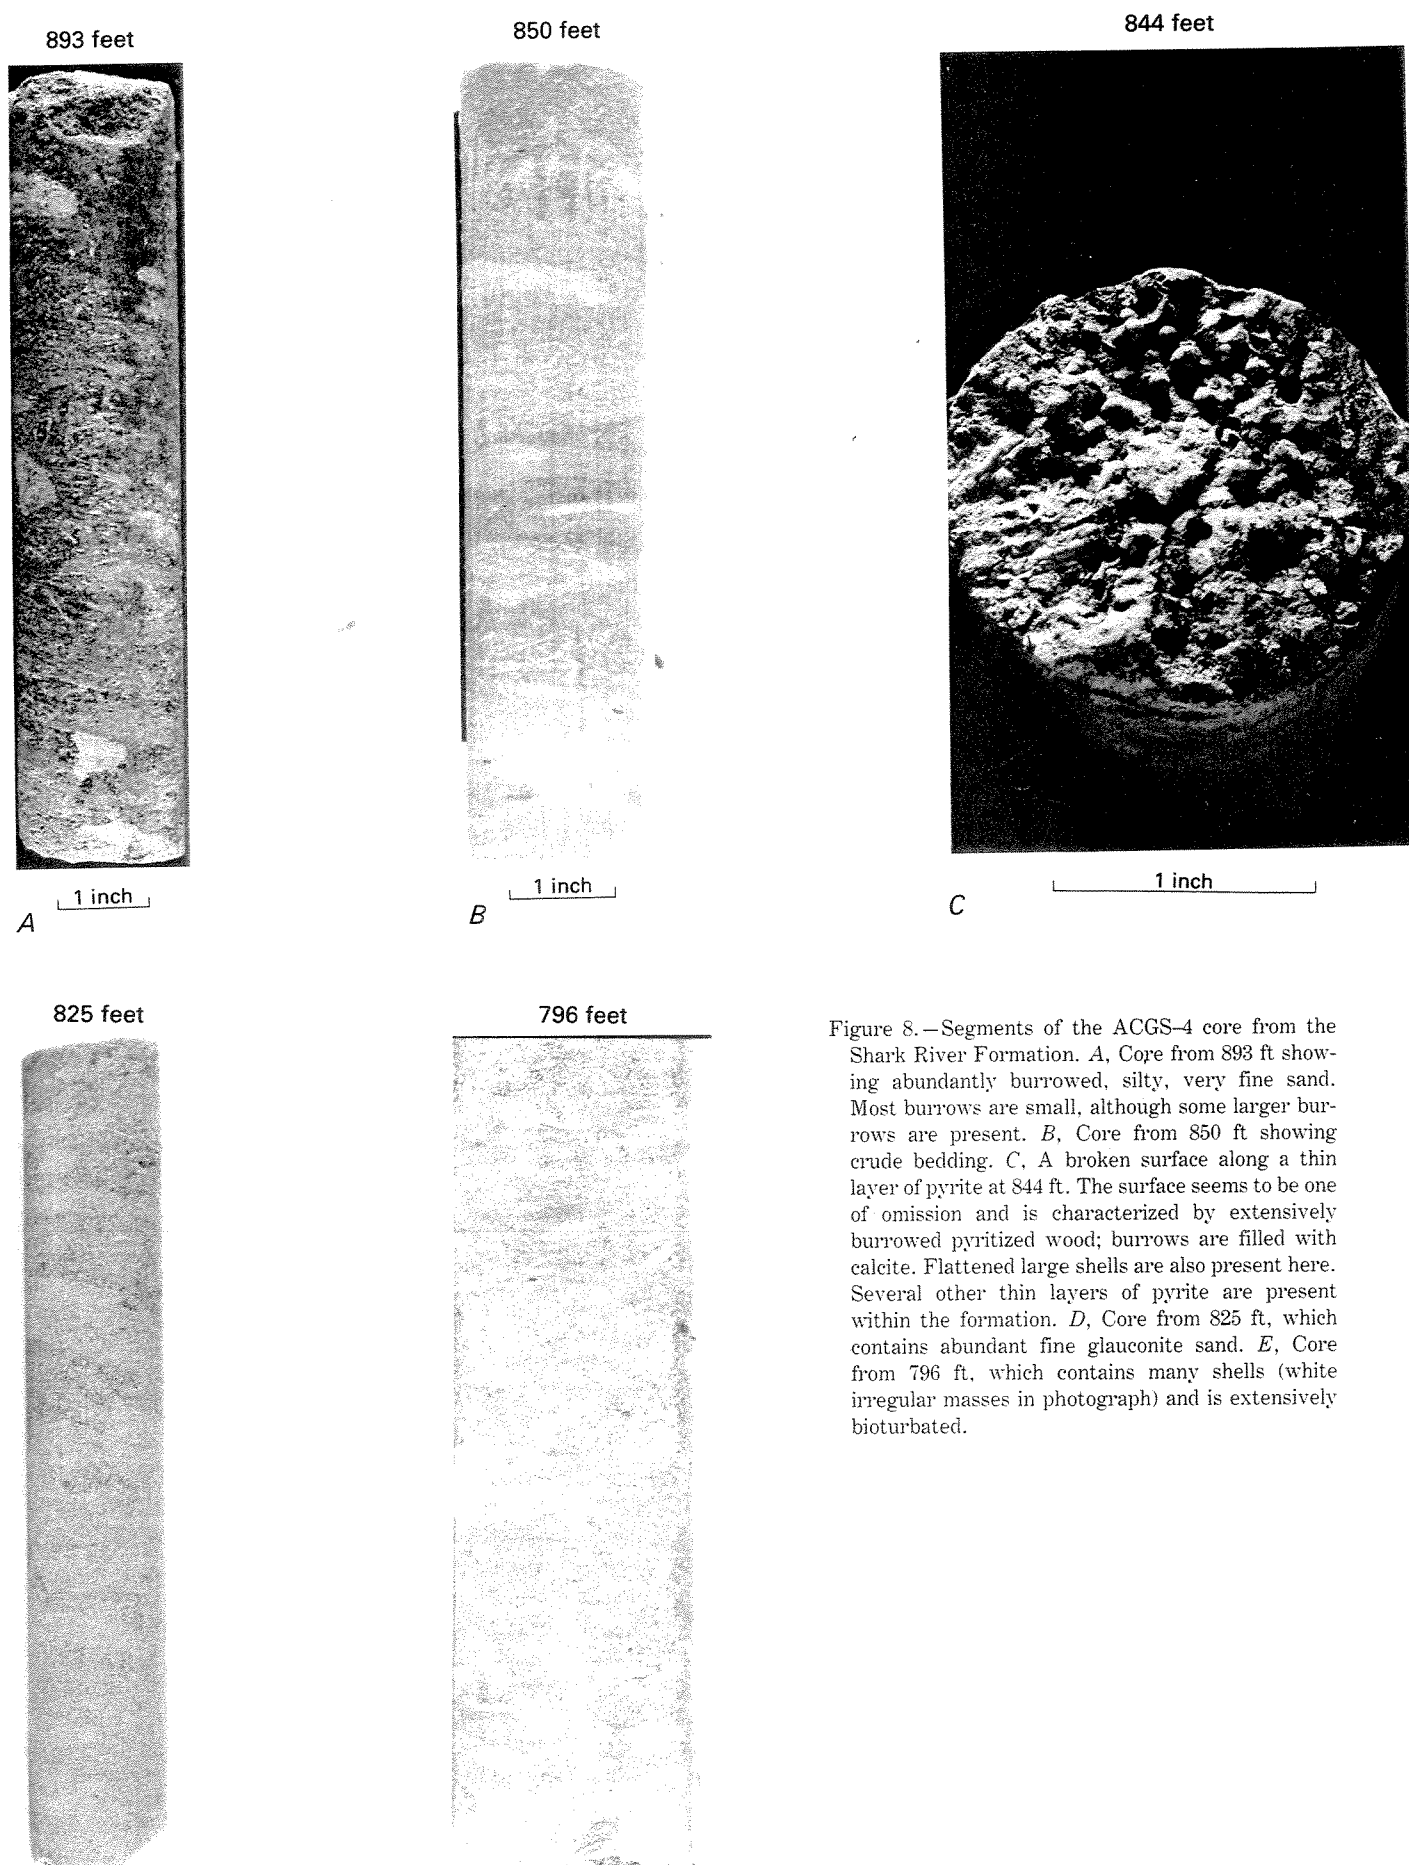 893 feet
850 feet
844 feet
1 inch
A
1 inch
B
1 inch
C
825 feet
796 feet
Figure 8.—Segments of the ACGS–4 core from the
Shark River Formation. A, Core from 893 ft show-
ing abundantly burrowed, silty, very fine sand.
Most burrows are small, although some larger bur-
rows are present. B, Core from 850 ft showing
crude bedding. C, A broken surface along a thin
layer of pyrite at 844 ft. The surface seems to be one
of omission and is characterized by extensively
burrowed pyritized wood; burrows are filled with
calcite. Flattened large shells are also present here.
Several other thin layers of pyrite are present
within the formation. D, Core from 825 ft, which
contains abundant fine glauconite sand. E, Core
from 796 ft, which contains many shells (white
irregular masses in photograph) and is extensively
bioturbated.